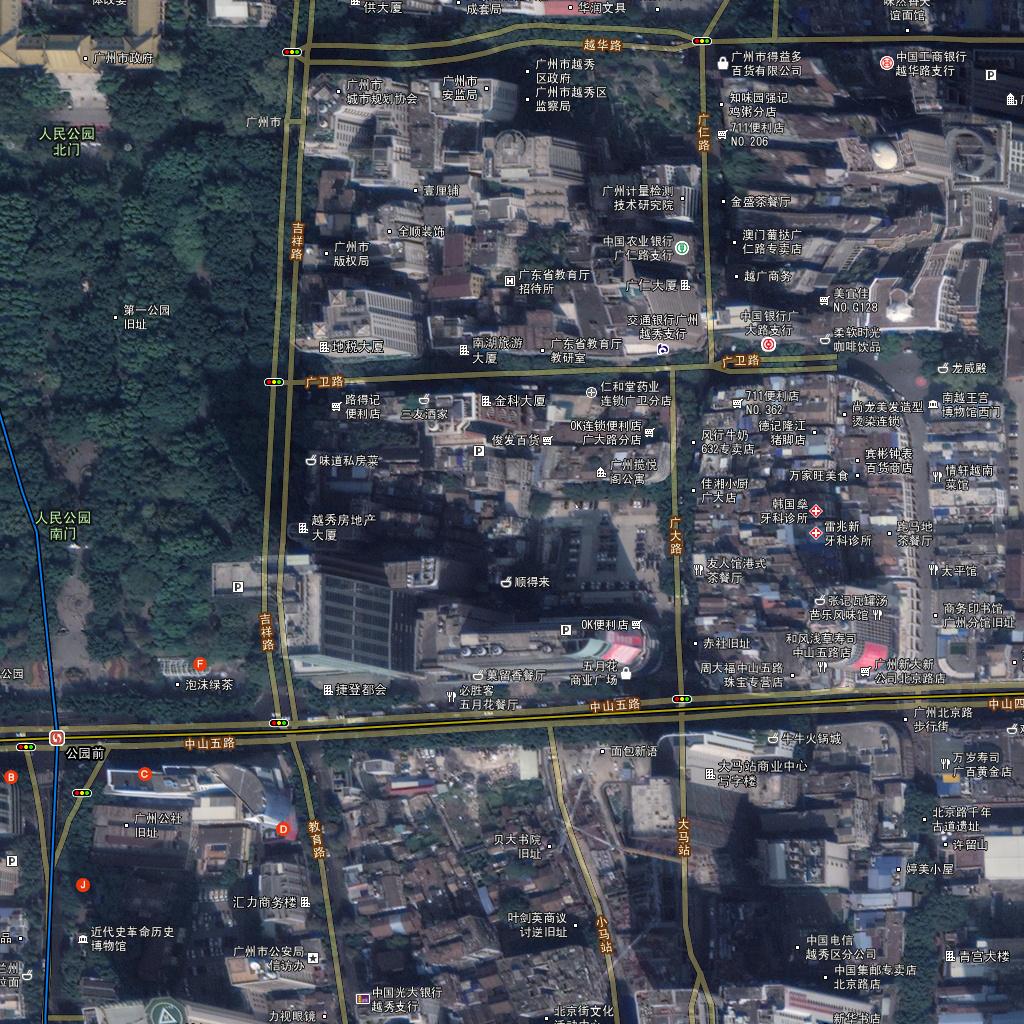 供大厦
成套局
华润文具
谊面馆
广州市政府
越华路
广州市越秀
区政府
广州市越秀区
监察局
广州市得益多
百货有限公司
中国工商银行
越华路支行
P
广州市
城市规划协会
广州市
安监局
知味园强记
鸡粥分店
711便利店
NO.206
广州市
人民公园
北门
广仁路
壹厘铺
广州计量检测
技术研究院
金盛茶餐厅
吉祥路
全顺装饰
广州市
版权局
中国农业银行
广仁路支行
澳门葡挞广
仁路专卖店
广东省教育厅
招待所
广仁大厦
越广商务
美宜佳
NO.G128
第一公园
旧址
交通银行广州
越秀支行
中国银行广
大路支行
柔软时光
咖啡饮品
地税大厦
南湖旅游
大厦
广东省教育厅
教研室
广卫路
龙威殿
广卫路
路得记
便利店
三友酒家
金科大厦
仁和堂药业
连锁广卫分店
711便利店
NO.362
尚龙美发造型
烫染连锁
南越王宫
博物馆西门
俊发百货
OK连锁便利店
广大路分店
风行牛奶
632专卖店
德记隆江
猪脚店
宾彬钟表
百货商店
味道私房菜
P
广州揽悦
阁公寓
佳湘小厨
广大店
万家旺美食
情轩越南
菜馆
人民公园
南门
越秀房地产
大厦
广大路
韩国燊
牙科诊所
雷兆新
牙科诊所
跑马地
茶餐厅
P
顺得来
友人馆港式
茶餐厅
太平馆
吉祥路
P
OK便利店
张记瓦罐汤
芭乐风味馆
商务印书馆
广州分馆旧址
赤社旧址
和风浅草寿司
中山五路店
公园
F
泡沫绿茶
捷登都会
莫留香餐厅
五月花
商业广场
周大福中山五路
珠宝专营店
广州新大新
公司北京路店
必胜客
五月花餐厅
中山五路
中山四
广州北京路
步行街
公园前
中山五路
面包新语
牛牛火锅城
B
C
大马站商业中心
写字楼
万岁寿司
广百黄金店
广州公社
旧址
D
教育路
贝大书院
旧址
大马站
北京路千年
古道遗址
许留山
P
J
婷美小屋
汇力商务楼
叶剑英商议
讨逆旧址
小马站
品
近代史革命历史
博物馆
广州市公安局
信访办
中国电信
越秀区分公司
青宫大楼
兰州
拉面
中国集邮专卖店
北京路店
中国光大银行
越秀支行
力视眼镜
北京街文化
新华书店